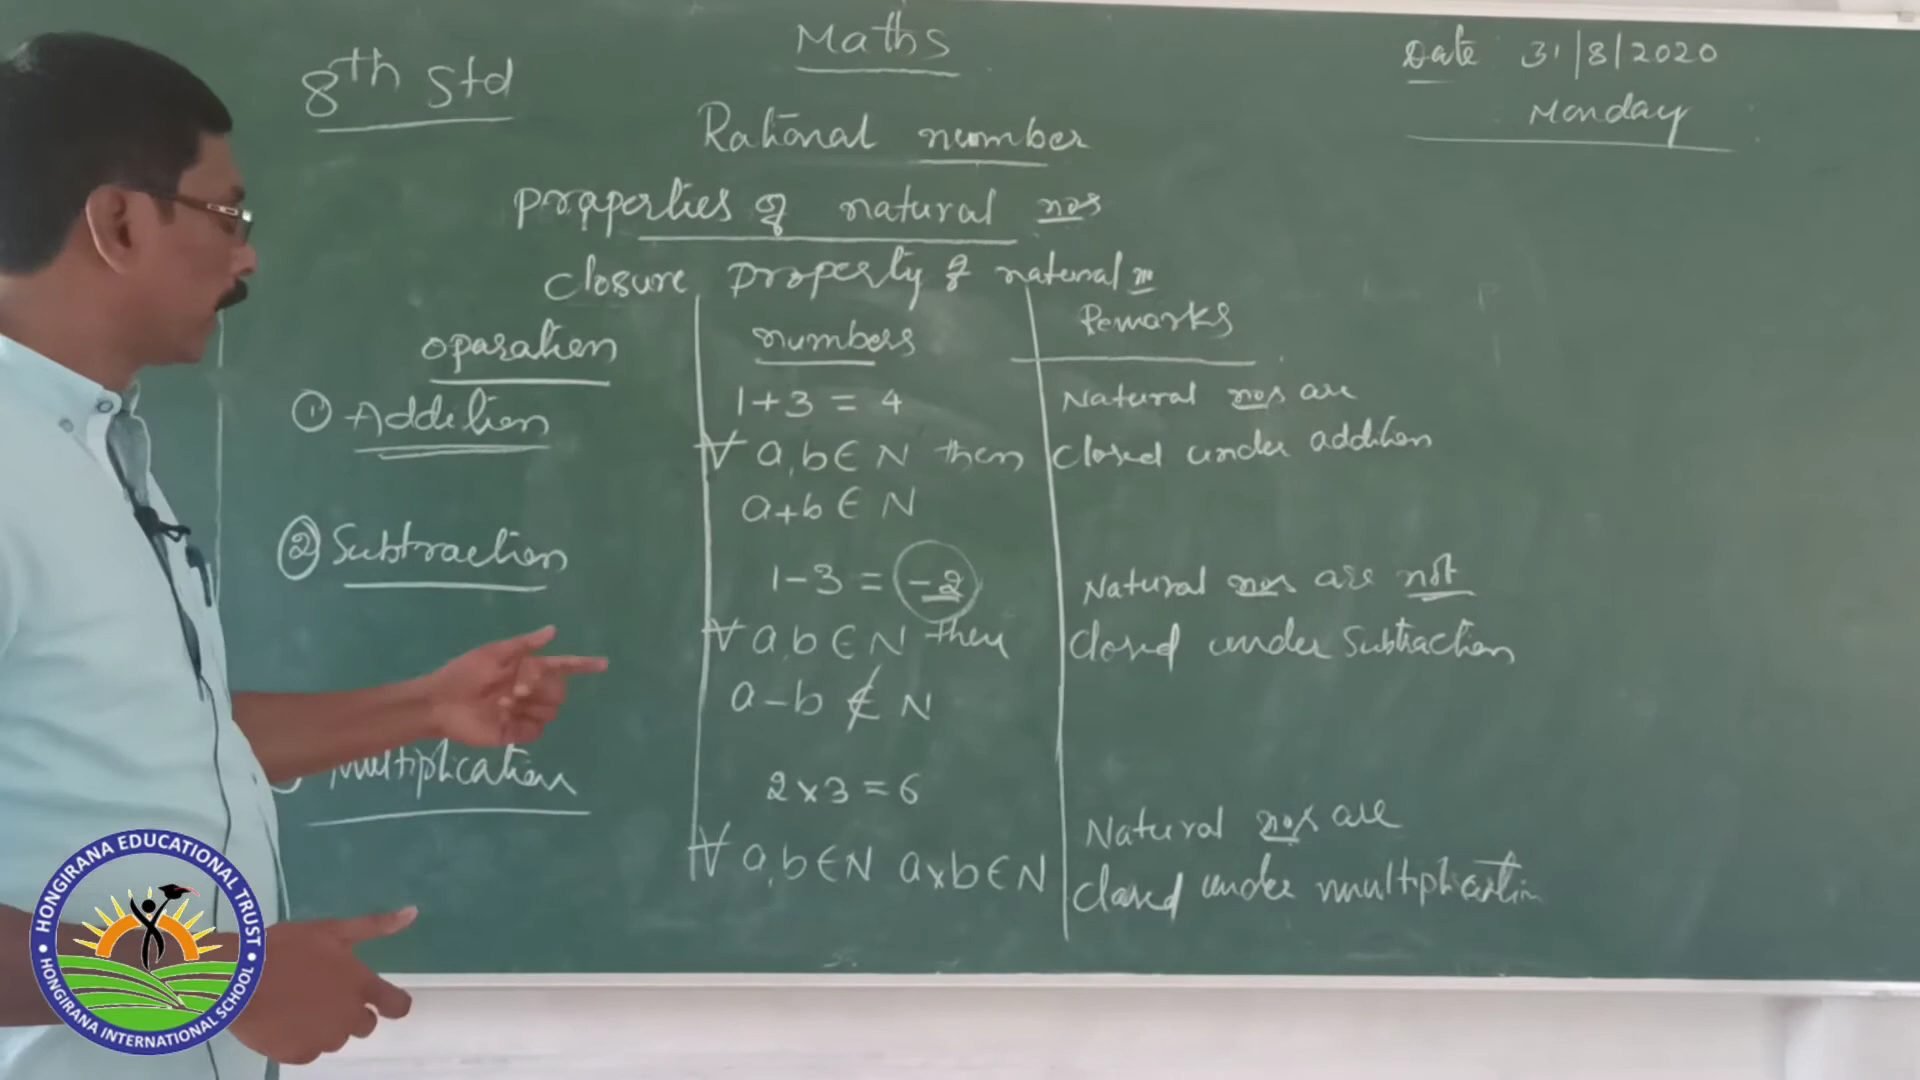 8th Std
Maths
Date 31/8/2020
Monday
Rational number
properties of natural nos
closure property of natural
oparation
numbers
Remarks
① Addition
1+3 = 4
∀ a,b ∈ N then
a+b ∈ N
Natural nos are
closed under addition
② Subtraction
1-3 = -2
∀ a,b ∈ N then
a-b ∉ N
Natural nos are not
closed under Subtraction
Multiplication
2×3 = 6
∀ a,b ∈ N a×b ∈ N
Natural nos are
closed under multiplication
HONGIRANA EDUCATIONAL TRUST
HONGIRANA INTERNATIONAL SCHOOL